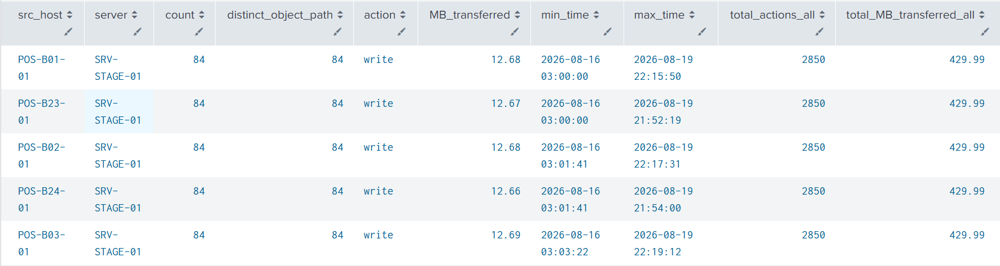 src_host server count distinct_object_path action MB_transferred min_time max_time total_actions_all total_MB_transferred_all
POS-B01- SRV- 84 84 write 12.68 2026-08-16 2026-08-19 2850 429.99
01 STAGE-01 03:00:00 22:15:50
POS-B23- SRV- 84 84 write 12.67 2026-08-16 2026-08-19 2850 429.99
01 STAGE-01 03:00:00 21:52:19
POS-B02- SRV- 84 84 write 12.68 2026-08-16 2026-08-19 2850 429.99
01 STAGE-01 03:01:41 22:17:31
POS-B24- SRV- 84 84 write 12.66 2026-08-16 2026-08-19 2850 429.99
01 STAGE-01 03:01:41 21:54:00
POS-B03- SRV- 84 84 write 12.69 2026-08-16 2026-08-19 2850 429.99
01 STAGE-01 03:03:22 22:19:12